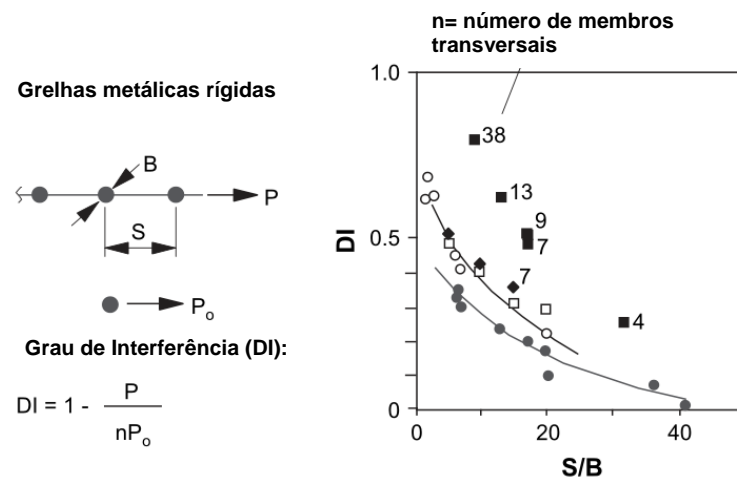 n= número de membros
transversais
Grelhas metálicas rígidas
B
P
S
Pₒ
Grau de Interferência (DI):
DI = 1 - P
nPₒ
1.0
0.5
0
DI
38
13
9
7
7
4
0
20
40
S/B